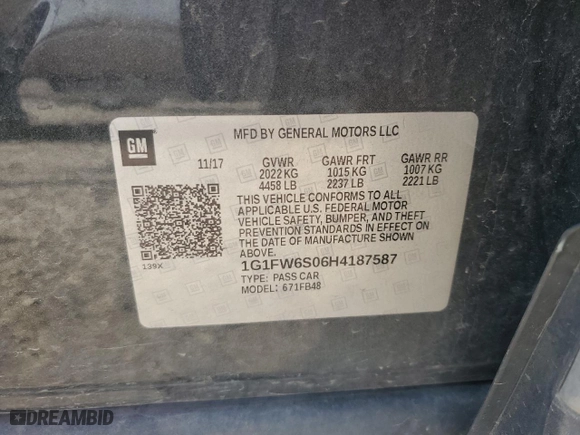 GM
MFD BY GENERAL MOTORS LLC
11/17 GVWR GAWR FRT GAWR RR
2022 KG 1015 KG 1007 KG
4458 LB 2237 LB 2221 LB
THIS VEHICLE CONFORMS TO ALL
APPLICABLE U.S. FEDERAL MOTOR
VEHICLE SAFETY, BUMPER, AND THEFT
PREVENTION STANDARDS IN EFFECT ON
THE DATE OF MANUFACTURE SHOWN
ABOVE.
139X
1G1FW6S06H4187587
TYPE: PASS CAR
MODEL: 671FB48
DREAMBID